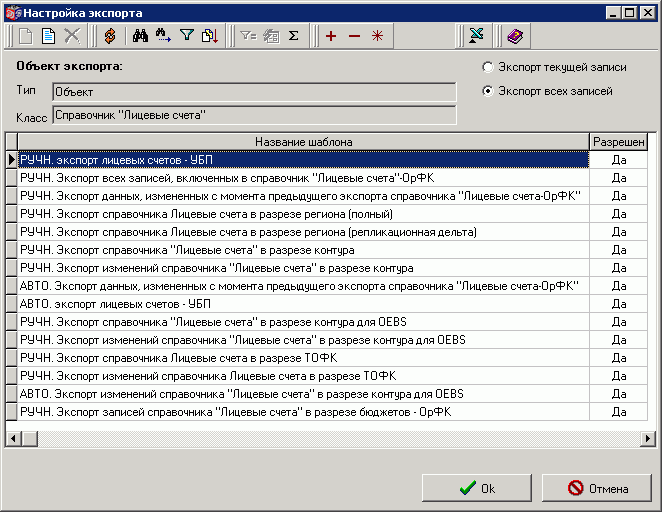 Настройка экспорта
Объект экспорта:
Экспорт текущей записи
Тип
Объект
Экспорт всех записей
Класс
Справочник "Лицевые счета"
Название шаблона Разрешен
РУЧН. экспорт лицевых счетов - УБП Да
РУЧН. Экспорт всех записей, включенных в справочник "Лицевые счета"-ОрФК Да
РУЧН. Экспорт данных, измененных с момента предыдущего экспорта справочника "Лицевые счета-ОрФК" Да
РУЧН. Экспорт справочника Лицевые счета в разрезе региона (полный) Да
РУЧН. Экспорт справочника Лицевые счета в разрезе региона (репликационная дельта) Да
РУЧН. Экспорт справочника "Лицевые счета" в разрезе контура Да
РУЧН. Экспорт изменений справочника "Лицевые счета" в разрезе контура Да
АВТО. Экспорт данных, измененных с момента предыдущего экспорта справочника "Лицевые счета-ОрФК" Да
АВТО. экспорт лицевых счетов - УБП Да
РУЧН. Экспорт справочника "Лицевые счета" в разрезе контура для OEBS Да
РУЧН. Экспорт изменений справочника "Лицевые счета" в разрезе контура для OEBS Да
РУЧН. Экспорт справочника Лицевые счета в разрезе ТОФК Да
РУЧН. Экспорт изменений справочника Лицевые счета в разрезе ТОФК Да
АВТО. Экспорт изменений справочника "Лицевые счета" в разрезе контура для OEBS Да
РУЧН. Экспорт записей справочника "Лицевые счета" в разрезе бюджетов - ОрФК Да
Ok Отмена